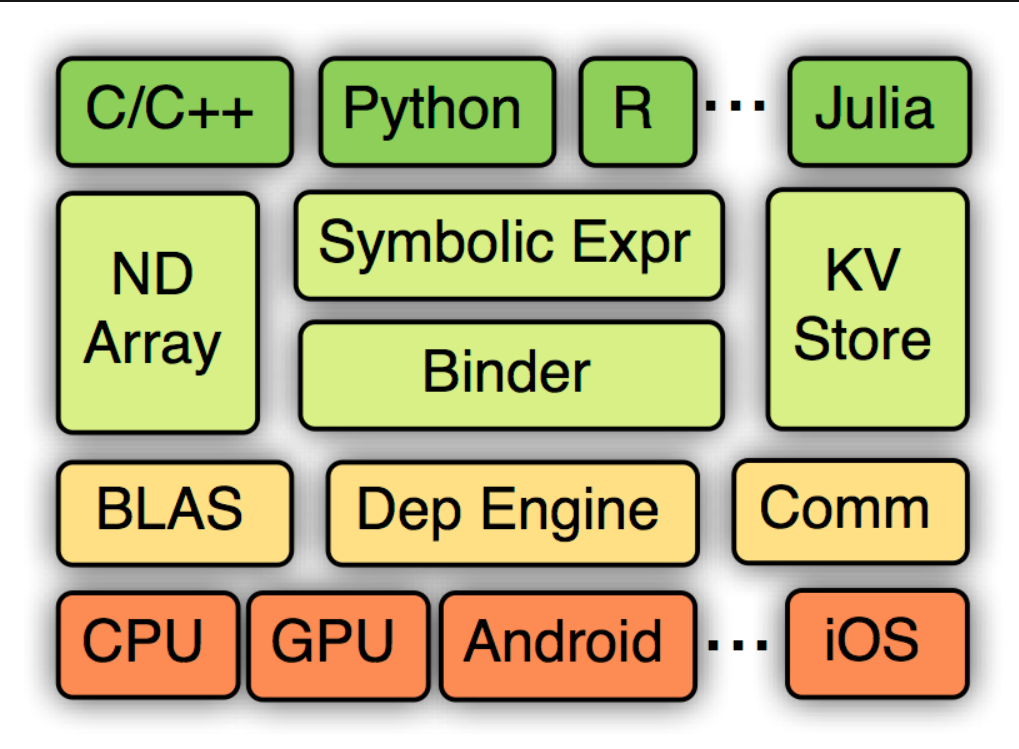 C/C++ Python R ... Julia
ND
Array
Symbolic Expr
Binder
KV
Store
BLAS Dep Engine Comm
CPU GPU Android ... iOS